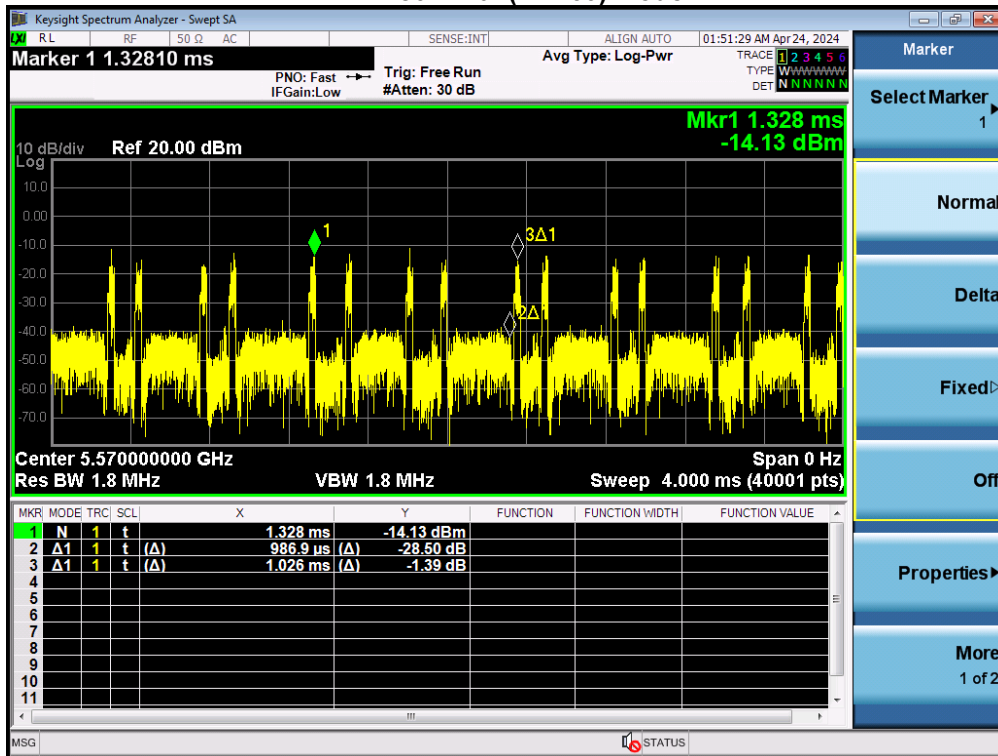 Keysight Spectrum Analyzer - Swept SA
LXI RL RF 50 Ω AC SENSE:INT ALIGN AUTO 01:51:29 AM Apr 24, 2024
Marker 1 1.32810 ms
PNO: Fast
IFGain:Low
Trig: Free Run
#Atten: 30 dB
Avg Type: Log-Pwr
TRACE 1 2 3 4 5 6
TYPE WWWWWW
DET N N N N N N
Mkr1 1.328 ms
-14.13 dBm
10 dB/div Ref 20.00 dBm
Log
10.0
0.00
-10.0
-20.0
-30.0
-40.0
-50.0
-60.0
-70.0
1
3Δ1
2Δ
Center 5.570000000 GHz Span 0 Hz
Res BW 1.8 MHz VBW 1.8 MHz Sweep 4.000 ms (40001 pts)
MKR MODE TRC SCL X Y FUNCTION FUNCTION WIDTH FUNCTION VALUE
1 N 1 t 1.328 ms -14.13 dBm
2 Δ1 1 t (Δ) 986.9 µs (Δ) -28.50 dB
3 Δ1 1 t (Δ) 1.026 ms (Δ) -1.39 dB
4
5
6
7
8
9
10
11
MSG STATUS
Marker
Select Marker
1
Normal
Delta
Fixed
Off
Properties
More
1 of 2